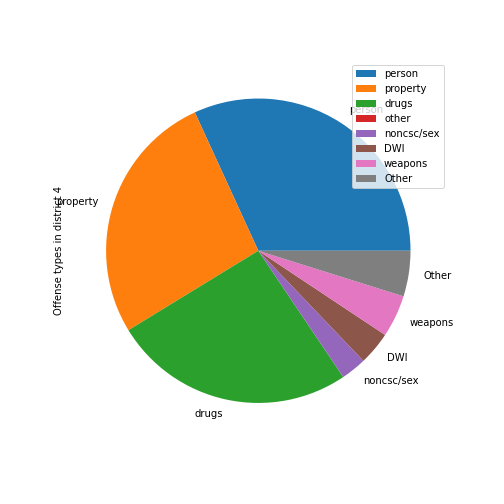 person
property
drugs
other
noncsc/sex
DWI
weapons
Other
person
property
Offense types in district 4
drugs
noncsc/sex
DWI
weapons
Other